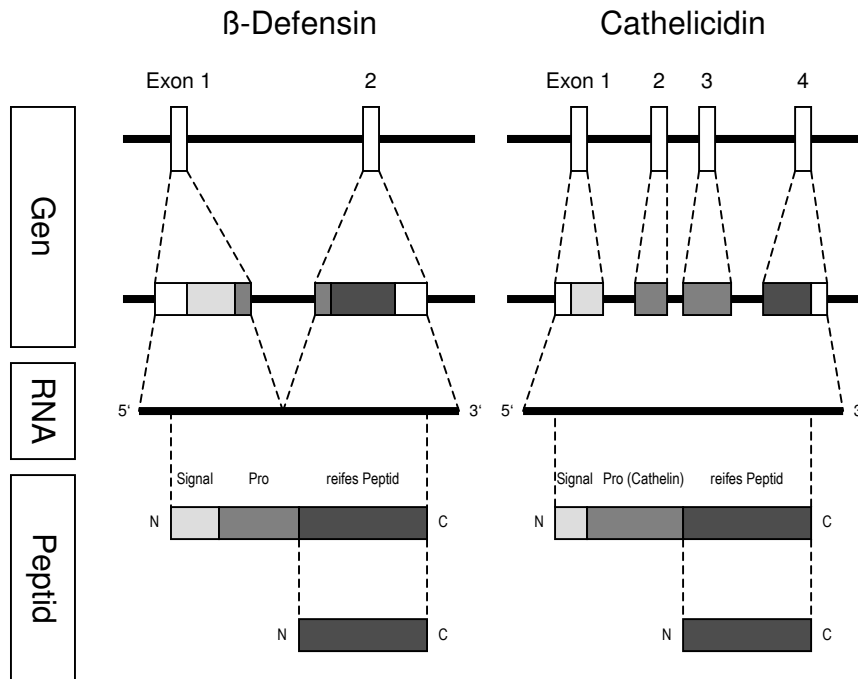 ß-Defensin
Cathelicidin
Exon 1
2
Exon 1
2
3
4
Gen
RNA
5‘
3‘
5‘
3
Peptid
Signal
Pro
reifes Peptid
Signal
Pro (Cathelin)
reifes Peptid
N
C
N
C
N
C
N
C